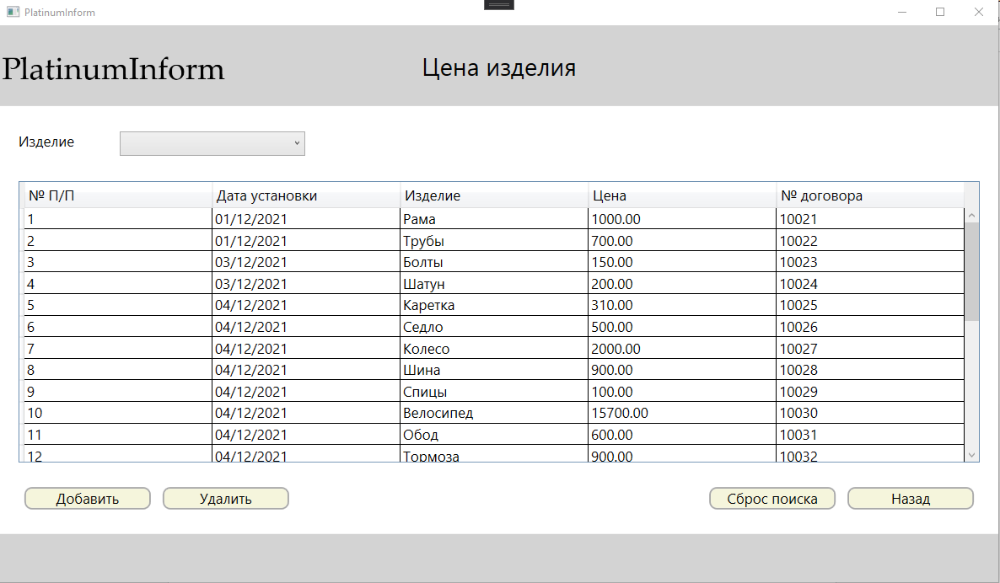 PlatinumInform
PlatinumInform
Цена изделия
Изделие
№ П/П Дата установки Изделие Цена № договора
1 01/12/2021 Рама 1000.00 10021
2 01/12/2021 Трубы 700.00 10022
3 03/12/2021 Болты 150.00 10023
4 03/12/2021 Шатун 200.00 10024
5 04/12/2021 Каретка 310.00 10025
6 04/12/2021 Седло 500.00 10026
7 04/12/2021 Колесо 2000.00 10027
8 04/12/2021 Шина 900.00 10028
9 04/12/2021 Спицы 100.00 10029
10 04/12/2021 Велосипед 15700.00 10030
11 04/12/2021 Обод 600.00 10031
12 04/12/2021 Тормоза 900.00 10032
Добавить Удалить Сброс поиска Назад